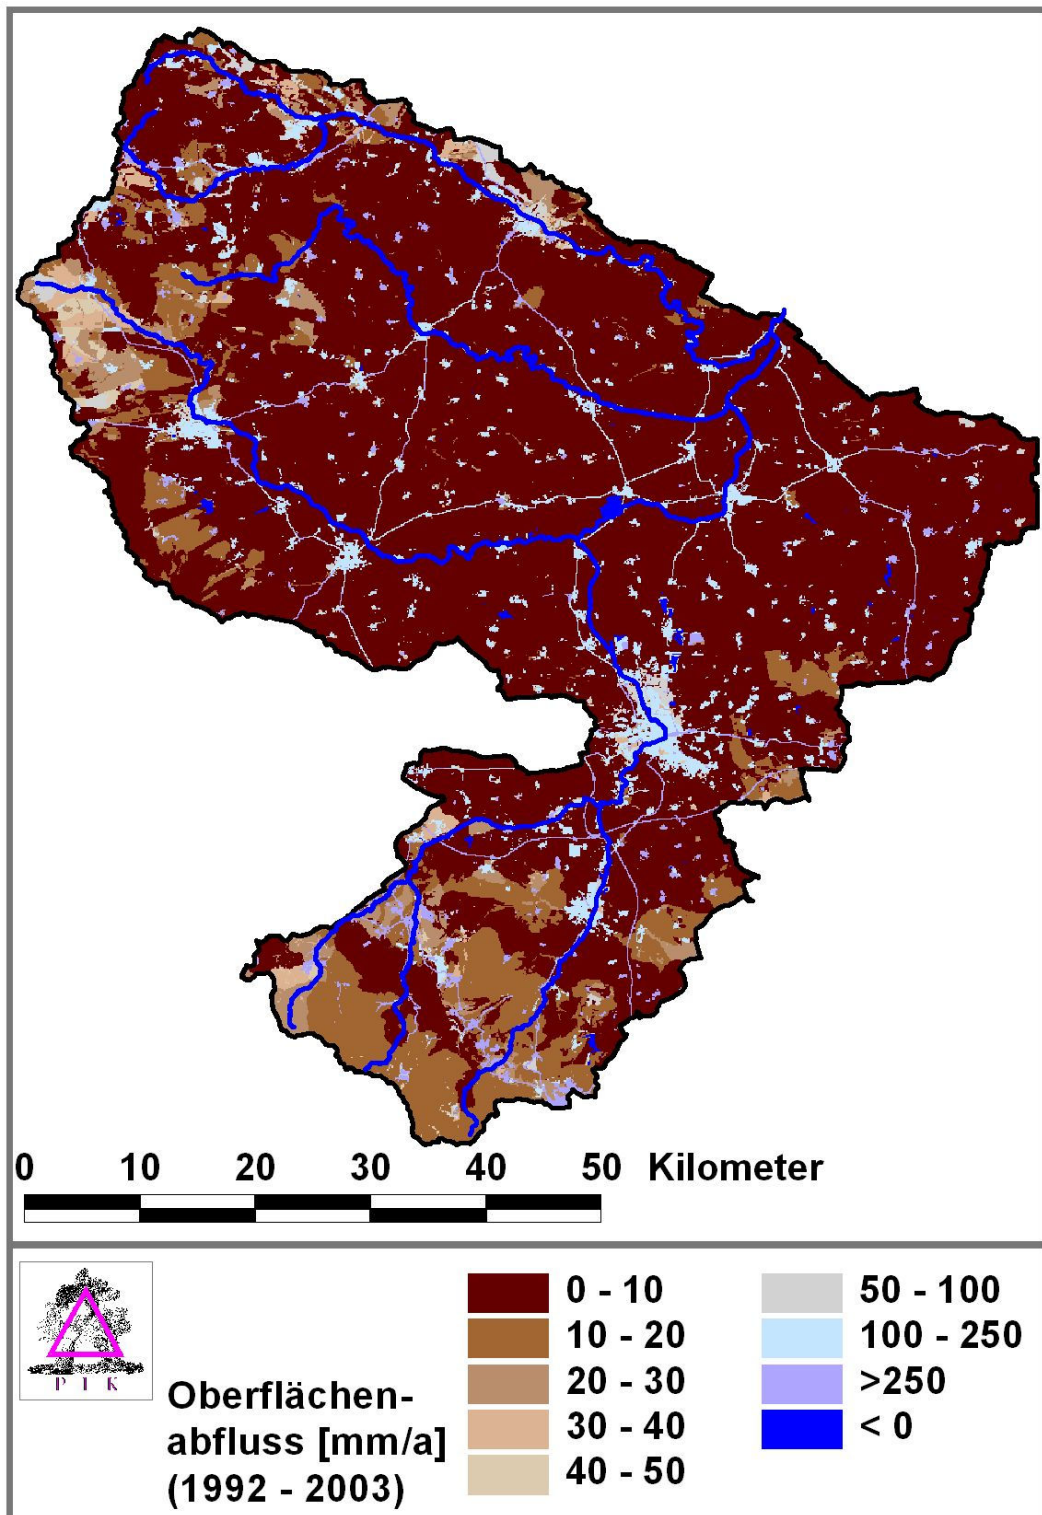 0 10 20 30 40 50 Kilometer
PIK
Oberflächen-
abfluss [mm/a]
(1992 - 2003)
0 - 10
10 - 20
20 - 30
30 - 40
40 - 50
50 - 100
100 - 250
>250
< 0